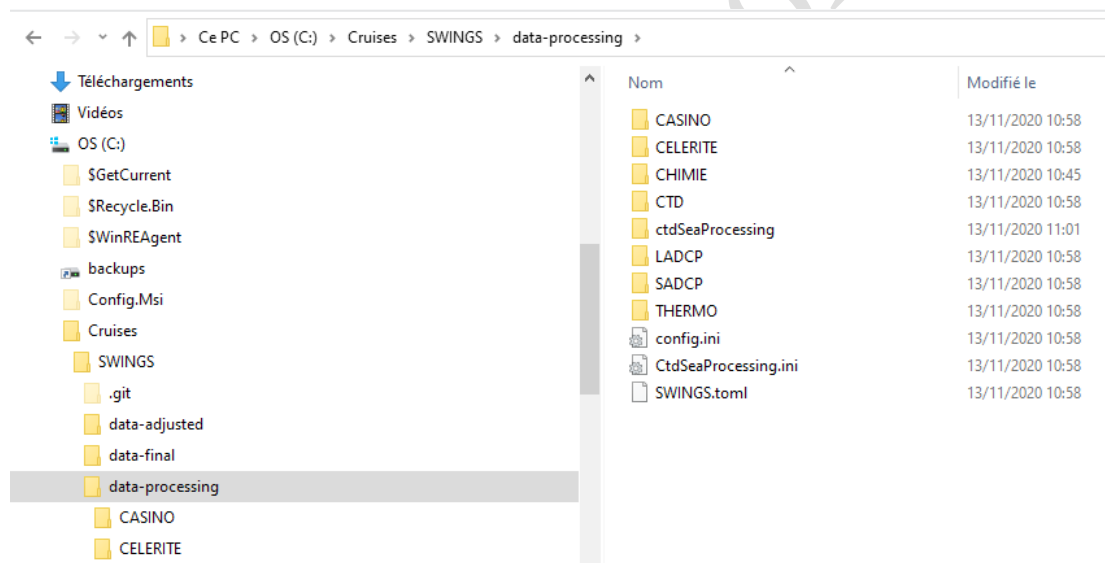 Ce PC > OS (C:) > Cruises > SWINGS > data-processing >
Téléchargements
Vidéos
OS (C:)
$GetCurrent
$Recycle.Bin
$WinREAgent
backups
Config.Msi
Cruises
SWINGS
.git
data-adjusted
data-final
data-processing
CASINO
CELERITE
Nom Modifié le
CASINO 13/11/2020 10:58
CELERITE 13/11/2020 10:58
CHIMIE 13/11/2020 10:45
CTD 13/11/2020 10:58
ctdSeaProcessing 13/11/2020 11:01
LADCP 13/11/2020 10:58
SADCP 13/11/2020 10:58
THERMO 13/11/2020 10:58
config.ini 13/11/2020 10:58
CtdSeaProcessing.ini 13/11/2020 10:58
SWINGS.toml 13/11/2020 10:58